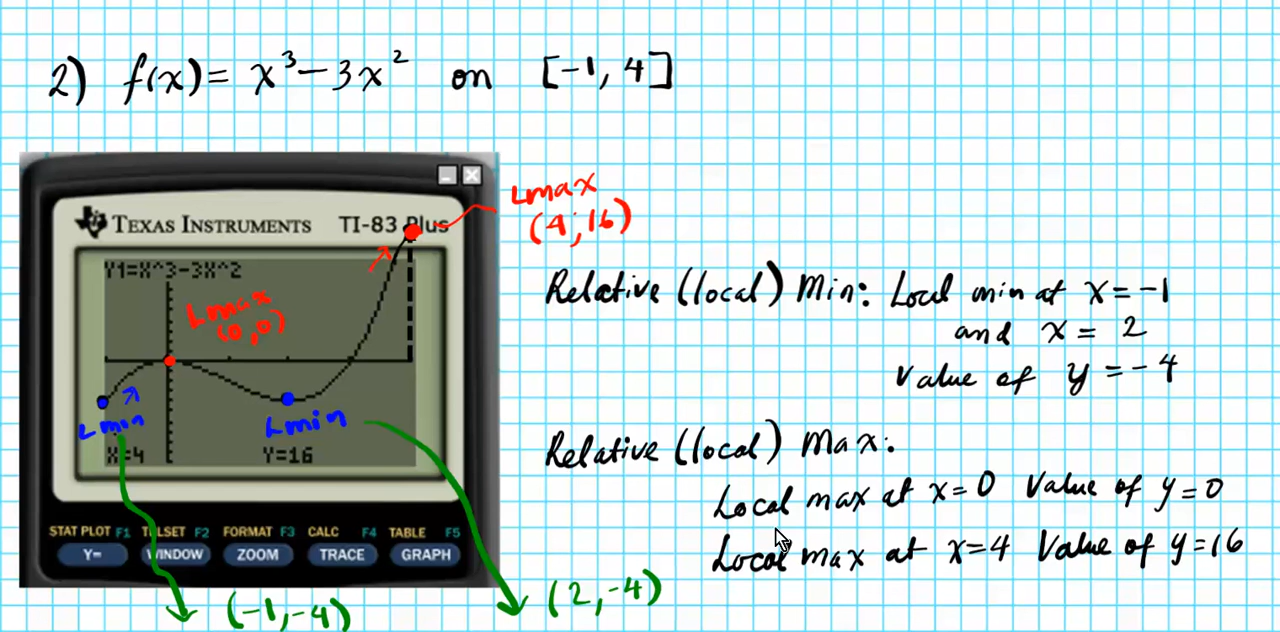 2) f(x) = x³ - 3x² on [-1, 4]
Lmax
(4, 16)
TEXAS INSTRUMENTS TI-83 Plus
Y1=X^3-3X^2
Lmax
(0, 0)
Lmin
Lmin
X=4 Y=16
STAT PLOT F1 TBLSET F2 FORMAT F3 CALC F4 TABLE F5
Y= WINDOW ZOOM TRACE GRAPH
(-1, -4)
(2, -4)
Relative (local) Min: Local min at x = -1
and x = 2
Value of y = -4
Relative (local) Max:
Local max at x = 0 Value of y = 0
Local max at x = 4 Value of y = 16